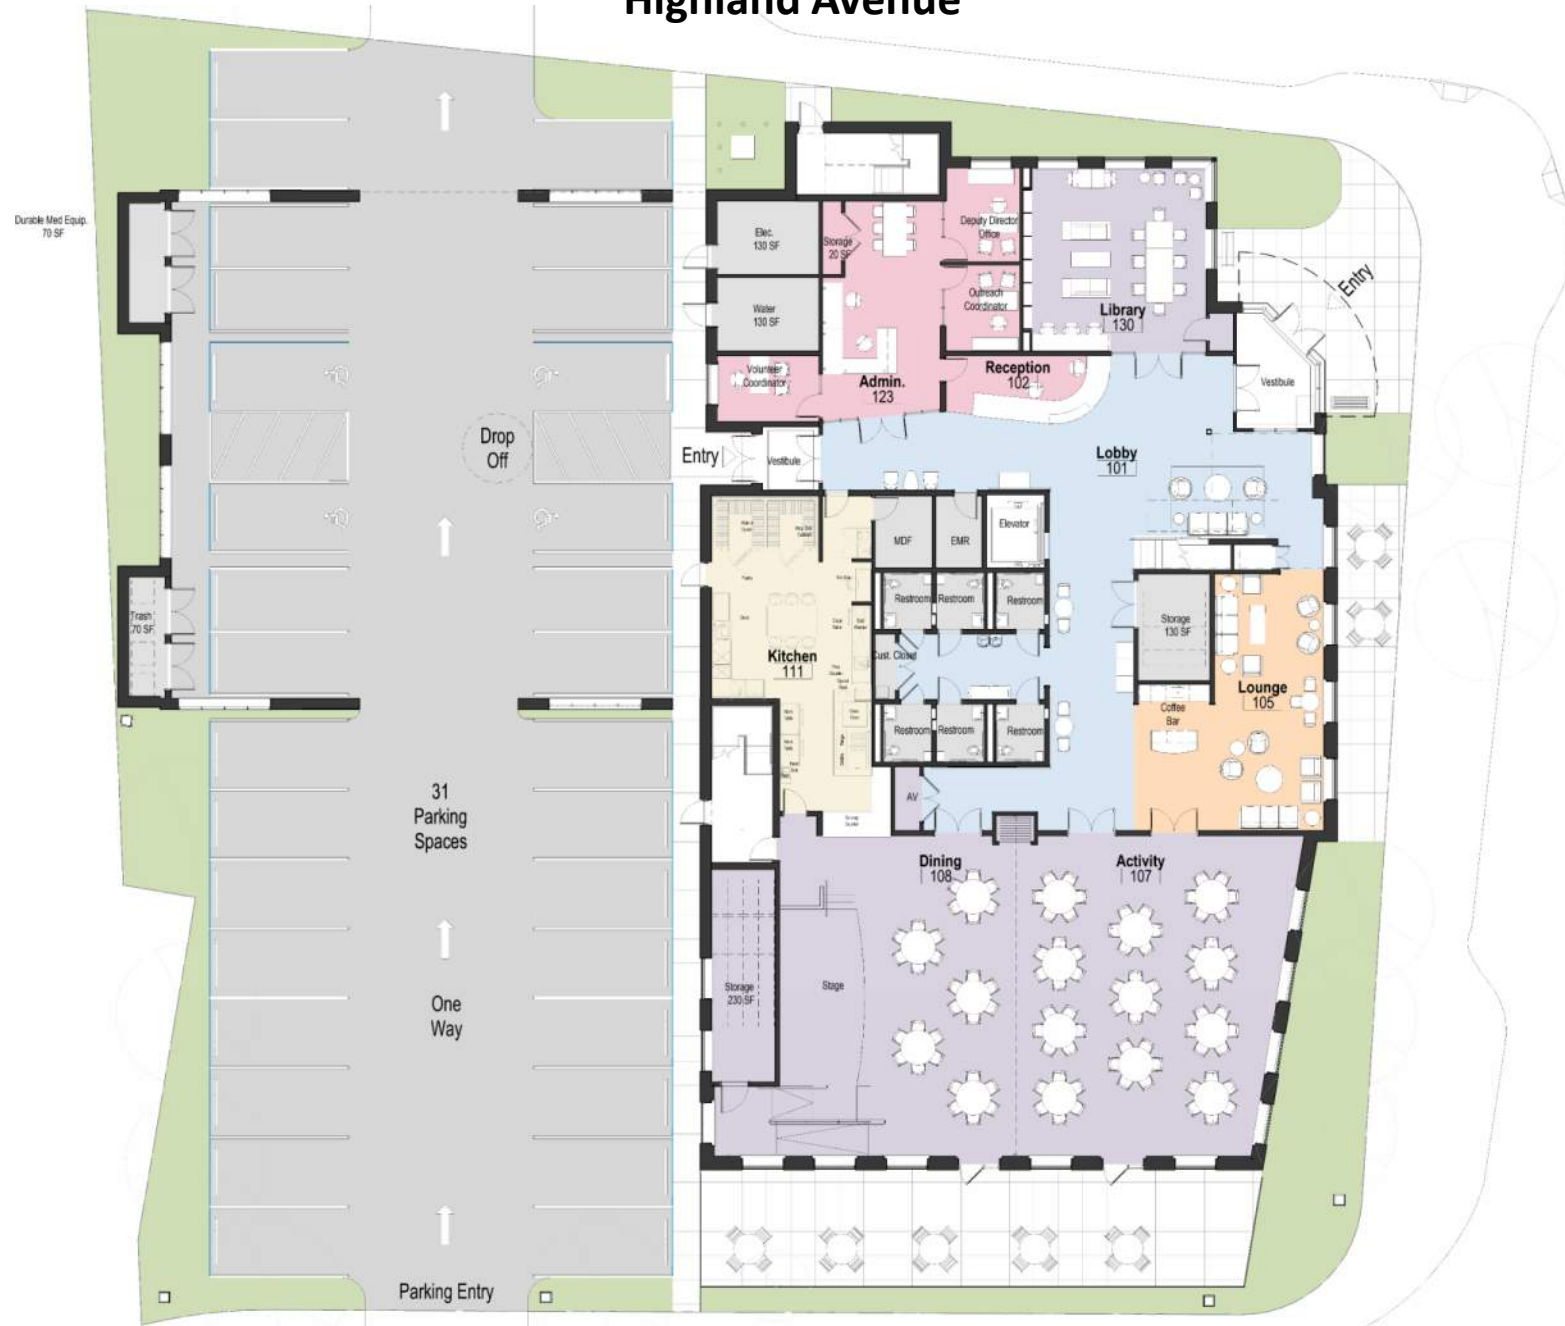 Highland Avenue
Durable Med Equip.
70 SF
Elec.
130 SF
Storage
20 SF
Deputy Director
Office
Water
130 SF
Outreach
Coordinator
Library
130
Entry
Volunteer
Coordinator
Admin.
123
Reception
102
Vestibule
Drop
Off
Entry
Vestibule
Lobby
101
MDF
EMR
Elevator
Restroom
Restroom
Restroom
Trash
70 SF
Storage
130 SF
Kitchen
111
Cust. Closet
Lounge
105
Coffee
Bar
Restroom
Restroom
Restroom
31
Parking
Spaces
AV
Dining
108
Activity
107
Storage
230 SF
Stage
One
Way
Parking Entry